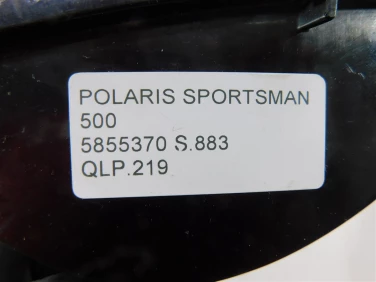 POLARIS SPORTSMAN
500
5855370 S.883
QLP.219